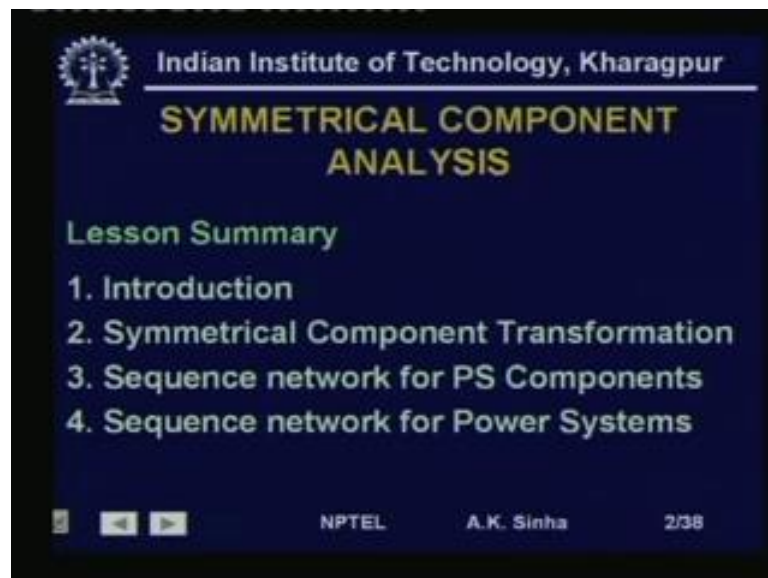 Indian Institute of Technology, Kharagpur
SYMMETRICAL COMPONENT
ANALYSIS
Lesson Summary
1. Introduction
2. Symmetrical Component Transformation
3. Sequence network for PS Components
4. Sequence network for Power Systems
NPTEL A.K. Sinha 2/38